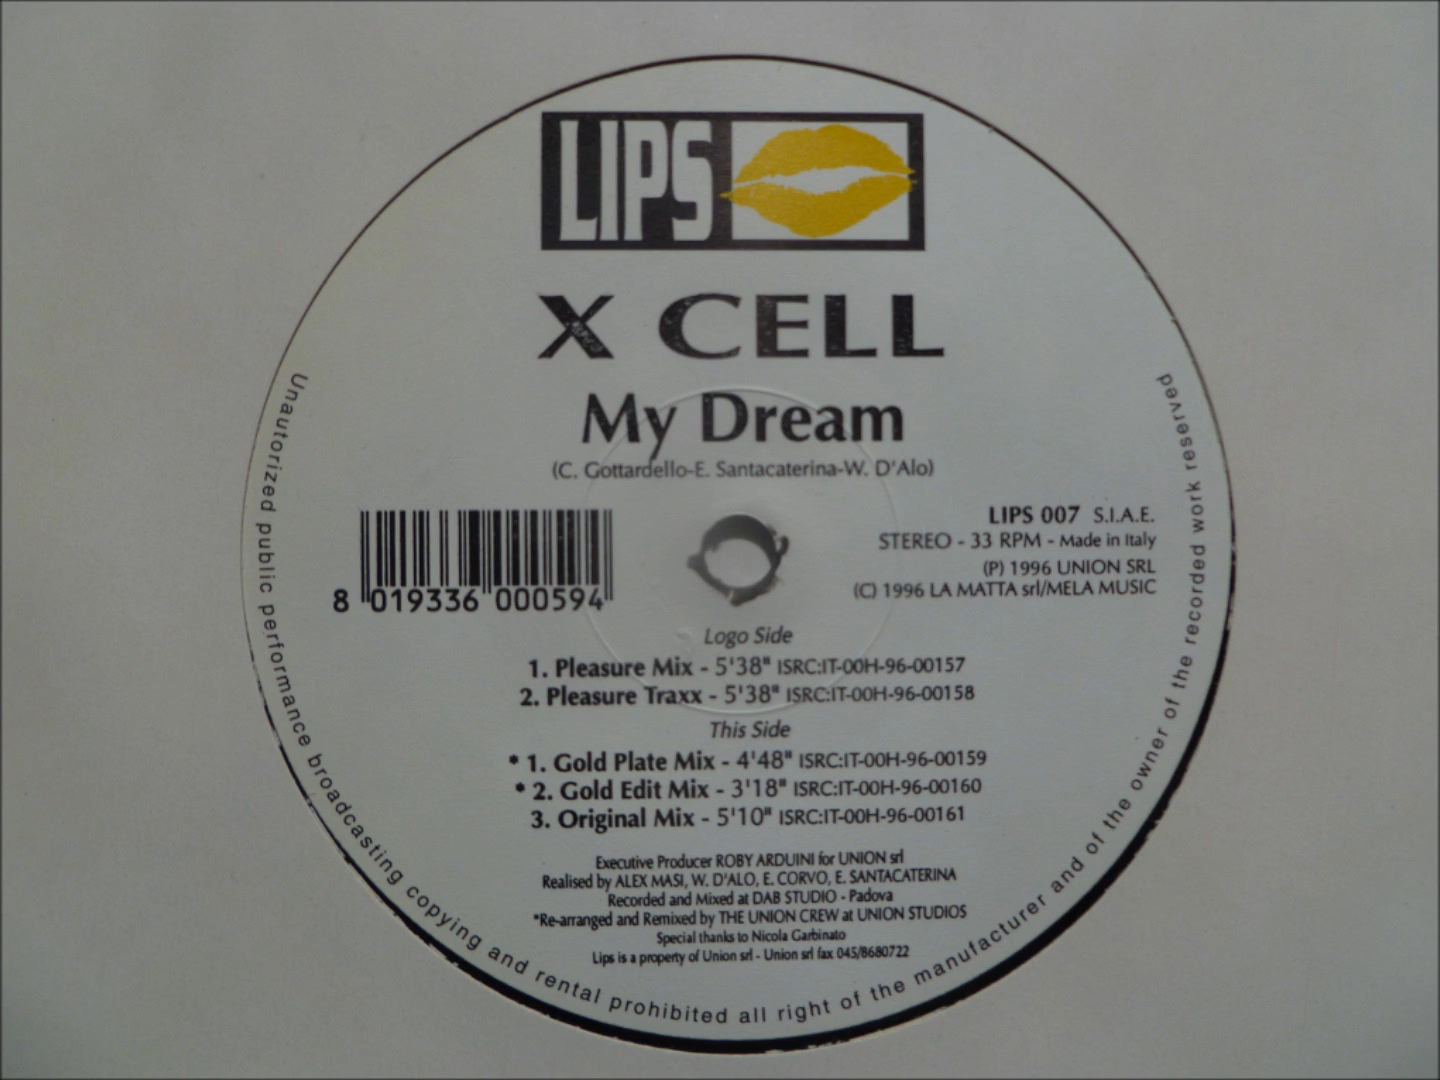 LIPS
X CELL
My Dream
(C. Gottardello-E. Santacaterina-W. D'Alo)
LIPS 007 S.I.A.E.
STEREO - 33 RPM - Made in Italy
(P) 1996 UNION SRL
(C) 1996 LA MATTA srl/MELA MUSIC
8 019336 000594
Logo Side
1. Pleasure Mix - 5'38" ISRC:IT-00H-96-00157
2. Pleasure Traxx - 5'38" ISRC:IT-00H-96-00158
This Side
* 1. Gold Plate Mix - 4'48" ISRC:IT-00H-96-00159
* 2. Gold Edit Mix - 3'18" ISRC:IT-00H-96-00160
3. Original Mix - 5'10" ISRC:IT-00H-96-00161
Executive Producer ROBY ARDUINI for UNION srl
Realised by ALEX MASI, W. D'ALO, E. CORVO, E. SANTACATERINA
Recorded and Mixed at DAB STUDIO - Padova
*Re-arranged and Remixed by THE UNION CREW at UNION STUDIOS
Special thanks to Nicola Garbinato
Lips is a property of Union srl - Union srl fax 045/8680722
Unautorized public performance broadcasting copying and rental prohibited all right of the manufacturer and of the owner of the recorded work reserved